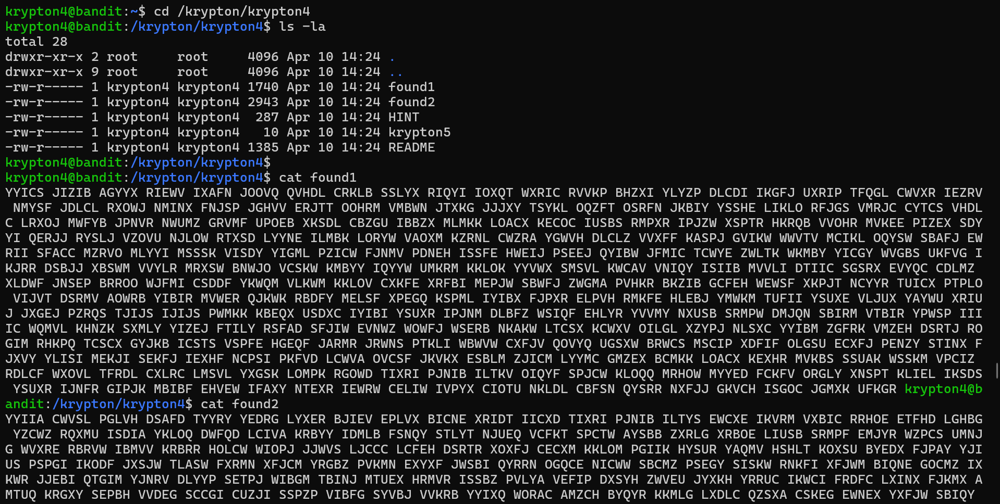 krypton4@bandit:~$ cd /krypton/krypton4
krypton4@bandit:/krypton/krypton4$ ls -la
total 28
drwxr-xr-x 2 root     root     4096 Apr 10 14:24 .
drwxr-xr-x 9 root     root     4096 Apr 10 14:24 ..
-rw-r----- 1 krypton4 krypton4 1740 Apr 10 14:24 found1
-rw-r----- 1 krypton4 krypton4 2943 Apr 10 14:24 found2
-rw-r----- 1 krypton4 krypton4  287 Apr 10 14:24 HINT
-rw-r----- 1 krypton4 krypton4   10 Apr 10 14:24 krypton5
-rw-r----- 1 krypton4 krypton4 1385 Apr 10 14:24 README
krypton4@bandit:/krypton/krypton4$
krypton4@bandit:/krypton/krypton4$ cat found1
YYICS JIZIB AGYYX RIEWV IXAFN JOOVQ QVHDL CRKLB SSLYX RIQYI IOXQT WXRIC RVVKP BHZXI YLYZP DLCDI IKGFJ UXRIP TFQGL CWVXR IEZRV
 NMYSF JDLCL RXOWJ NMINX FNJSP JGHVV ERJTT OOHRM VMBWN JTXKG JJJXY TSYKL OQZFT OSRFN JKBIY YSSHE LIKLO RFJGS VMRJC CYTCS VHDL
C LRXOJ MWFYB JPNVR NWUMZ GRVMF UPOEB XKSDL CBZGU IBBZX MLMKK LOACX KECOC IUSBS RMPXR IPJZW XSPTR HKRQB VVOHR MVKEE PIZEX SDY
YI QERJJ RYSLJ VZOVU NJLOW RTXSD LYYNE ILMBK LORYW VAOXM KZRNL CWZRA YGWVH DLCLZ VVXFF KASPJ GVIKW WWVTV MCIKL OQYSW SBAFJ EW
RII SFACC MZRVO MLYYI MSSSK VISDY YIGML PZICW FJNMV PDNEH ISSFE HWEIJ PSEEJ QYIBW JFMIC TCWYE ZWLTK WKMBY YICGY WVGBS UKFVG I
KJRR DSBJJ XBSWM VVYLR MRXSW BNWJO VCSKW KMBYY IQYYW UMKRM KKLOK YYVWX SMSVL KWCAV VNIQY ISIIB MVVLI DTIIC SGSRX EVYQC CDLMZ
XLDWF JNSEP BRROO WJFMI CSDDF YKWQM VLKWM KKLOV CXKFE XRFBI MEPJW SBWFJ ZWGMA PVHKR BKZIB GCFEH WEWSF XKPJT NCYYR TUICX PTPLO
 VIJVT DSRMV AOWRB YIBIR MVWER QJKWK RBDFY MELSF XPEGQ KSPML IYIBX FJPXR ELPVH RMKFE HLEBJ YMWKM TUFII YSUXE VLJUX YAYWU XRIU
J JXGEJ PZRQS TJIJS IJIJS PWMKK KBEQX USDXC IYIBI YSUXR IPJNM DLBFZ WSIQF EHLYR YVVMY NXUSB SRMPW DMJQN SBIRM VTBIR YPWSP III
IC WQMVL KHNZK SXMLY YIZEJ FTILY RSFAD SFJIW EVNWZ WOWFJ WSERB NKAKW LTCSX KCWXV OILGL XZYPJ NLSXC YYIBM ZGFRK VMZEH DSRTJ RO
GIM RHKPQ TCSCX GYJKB ICSTS VSPFE HGEQF JARMR JRWNS PTKLI WBWVW CXFJV QOVYQ UGSXW BRWCS MSCIP XDFIF OLGSU ECXFJ PENZY STINX F
JXVY YLISI MEKJI SEKFJ IEXHF NCPSI PKFVD LCWVA OVCSF JKVKX ESBLM ZJICM LYYMC GMZEX BCMKK LOACX KEXHR MVKBS SSUAK WSSKM VPCIZ
RDLCF WXOVL TFRDL CXLRC LMSVL YXGSK LOMPK RGOWD TIXRI PJNIB ILTKV OIQYF SPJCW KLOQQ MRHOW MYYED FCKFV ORGLY XNSPT KLIEL IKSDS
 YSUXR IJNFR GIPJK MBIBF EHVEW IFAXY NTEXR IEWRW CELIW IVPYX CIOTU NKLDL CBFSN QYSRR NXFJJ GKVCH ISGOC JGMXK UFKGR krypton4@b
andit:/krypton/krypton4$ cat found2
YYIIA CWVSL PGLVH DSAFD TYYRY YEDRG LYXER BJIEV EPLVX BICNE XRIDT IICXD TIXRI PJNIB ILTYS EWCXE IKVRM VXBIC RRHOE ETFHD LGHBG
 YZCWZ RQXMU ISDIA YKLOQ DWFQD LCIVA KRBYY IDMLB FSNQY STLYT NJUEQ VCFKT SPCTW AYSBB ZXRLG XRBOE LIUSB SRMPF EMJYR WZPCS UMNJ
G WVXRE RBRVW IBMVV KRBRR HOLCW WIOPJ JJWVS LJCCC LCFEH DSRTR XOXFJ CECXM KKLOM PGIIK HYSUR YAQMV HSHLT KOXSU BYEDX FJPAY YJI
US PSPGI IKODF JXSJW TLASW FXRMN XFJCM YRGBZ PVKMN EXYXF JWSBI QYRRN OGQCE NICWW SBCMZ PSEGY SISKW RNKFI XFJWM BIQNE GOCMZ IX
KWR JJEBI QTGIM YJNRV DLYYP SETPJ WIBGM TBINJ MTUEX HRMVR ISSBZ PVLYA VEFIP DXSYH ZWVEU JYXKH YRRUC IKWCI FRDFC LXINX FJKMX A
MTUQ KRGXY SEPBH VVDEG SCCGI CUZJI SSPZP VIBFG SYVBJ VVKRB YYIXQ WORAC AMZCH BYQYR KKMLG LXDLC QZSXA CSKEG EWNEX YXFJW SBIQY